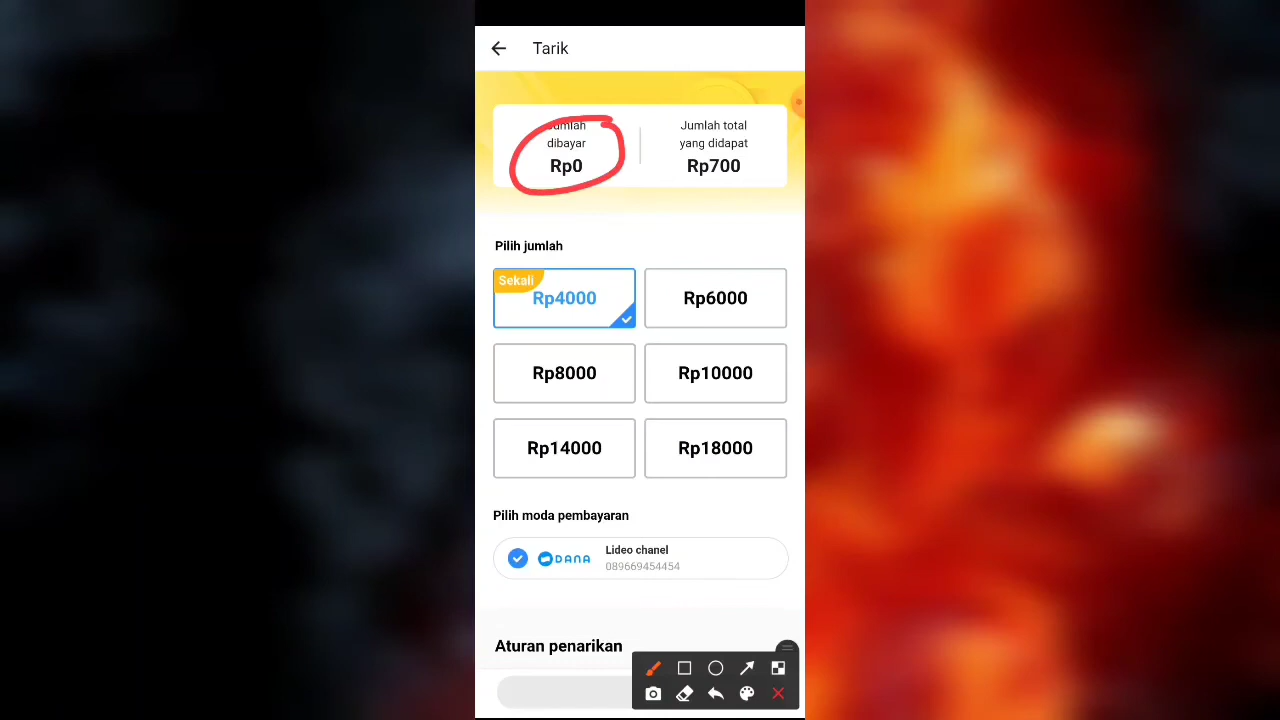 Tarik
Jumlah
dibayar
Rp0
Jumlah total
yang didapat
Rp700
Pilih jumlah
Sekali
Rp4000
Rp6000
Rp8000
Rp10000
Rp14000
Rp18000
Pilih moda pembayaran
DANA
Lideo chanel
089669454454
Aturan penarikan